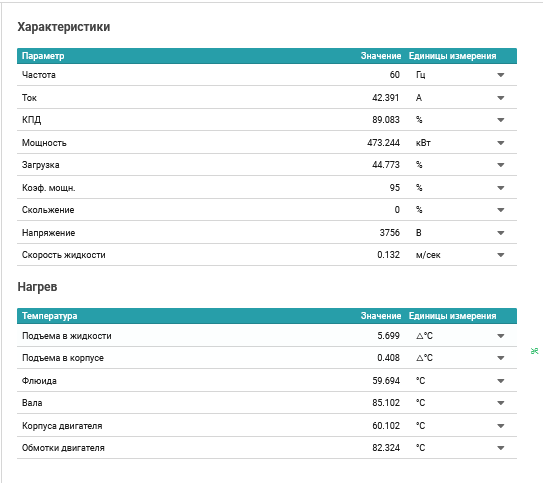 Характеристики
Параметр Значение Единицы измерения
Частота 60 Гц
Ток 42.391 А
КПД 89.083 %
Мощность 473.244 кВт
Загрузка 44.773 %
Коэф. мощн. 95 %
Скольжение 0 %
Напряжение 3756 В
Скорость жидкости 0.132 м/сек
Нагрев
Температура Значение Единицы измерения
Подъема в жидкости 5.699 △°C
Подъема в корпусе 0.408 △°C
Флюида 59.694 °C
Вала 85.102 °C
Корпуса двигателя 60.102 °C
Обмотки двигателя 82.324 °C